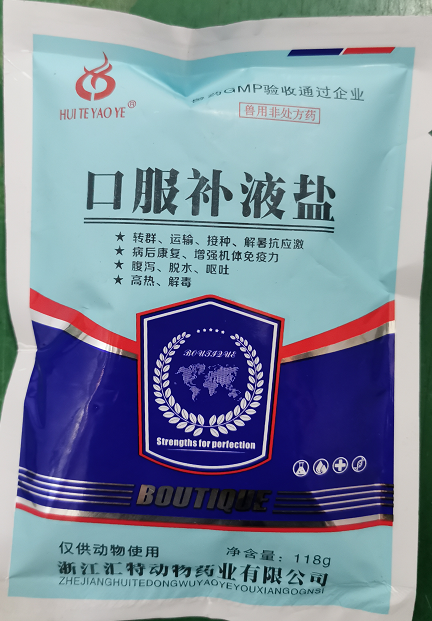 HUI TE YAO YE®
GMP验收通过企业
兽用非处方药
口服补液盐
★ 转群、运输、接种、解暑抗应激
★ 病后康复、增强机体免疫力
★ 腹泻、脱水、呕吐
★ 高热、解毒
BOUTIQUE
Strengths for perfection
BOUTIQUE
仅供动物使用 净含量：118g
浙江汇特动物药业有限公司
ZHEJIANGHUITEDONGWUYAOYEYOUXIANGOGNSI